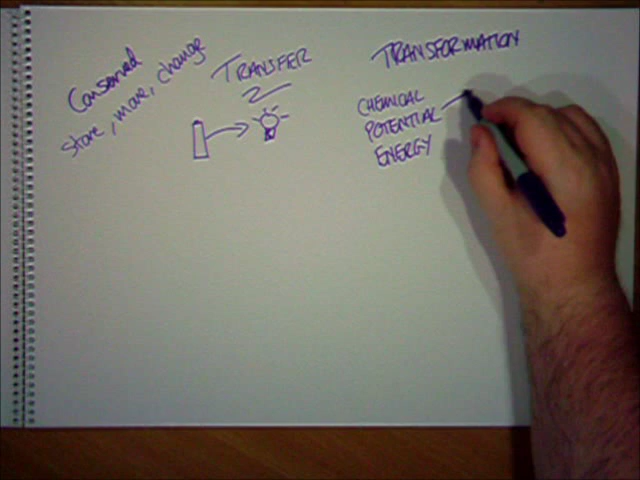 Conserved
store, move, change
TRANSFER
TRANSFORMATION
CHEMICAL
POTENTIAL
ENERGY